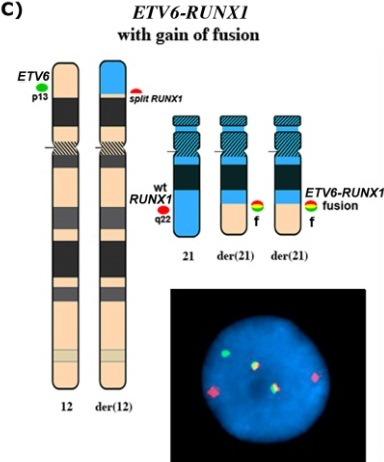 C)
ETV6-RUNX1
with gain of fusion
ETV6
p13
split RUNX1
wt
RUNX1
q22
ETV6-RUNX1
fusion
f
f
21
der(21)
der(21)
12
der(12)